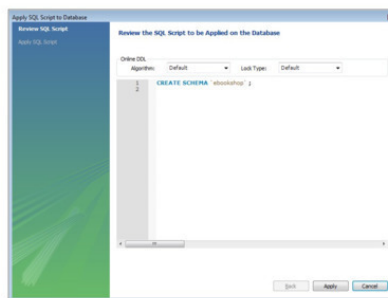 Apply SQL Script to Database
Review SQL Script
Apply SQL Script
Review the SQL Script to be Applied on the Database
Online DDL
Algorithm: Default Lock Type: Default
1 CREATE SCHEMA `ebookshop` ;
2
Back Apply Cancel